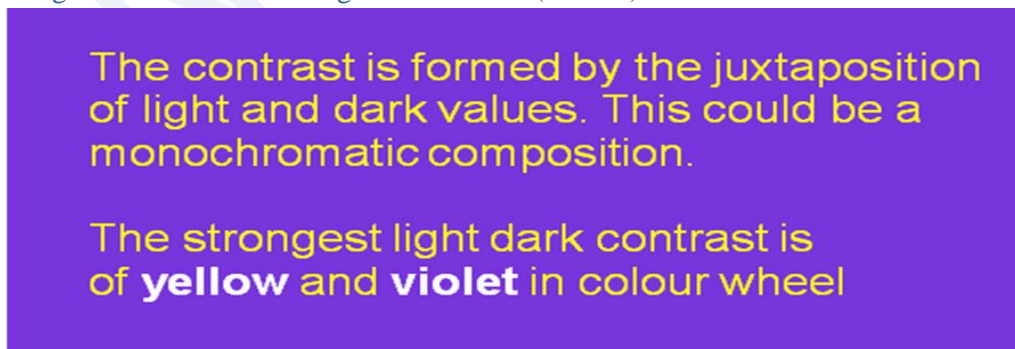 The contrast is formed by the juxtaposition
of light and dark values. This could be a
monochromatic composition.
The strongest light dark contrast is
of yellow and violet in colour wheel